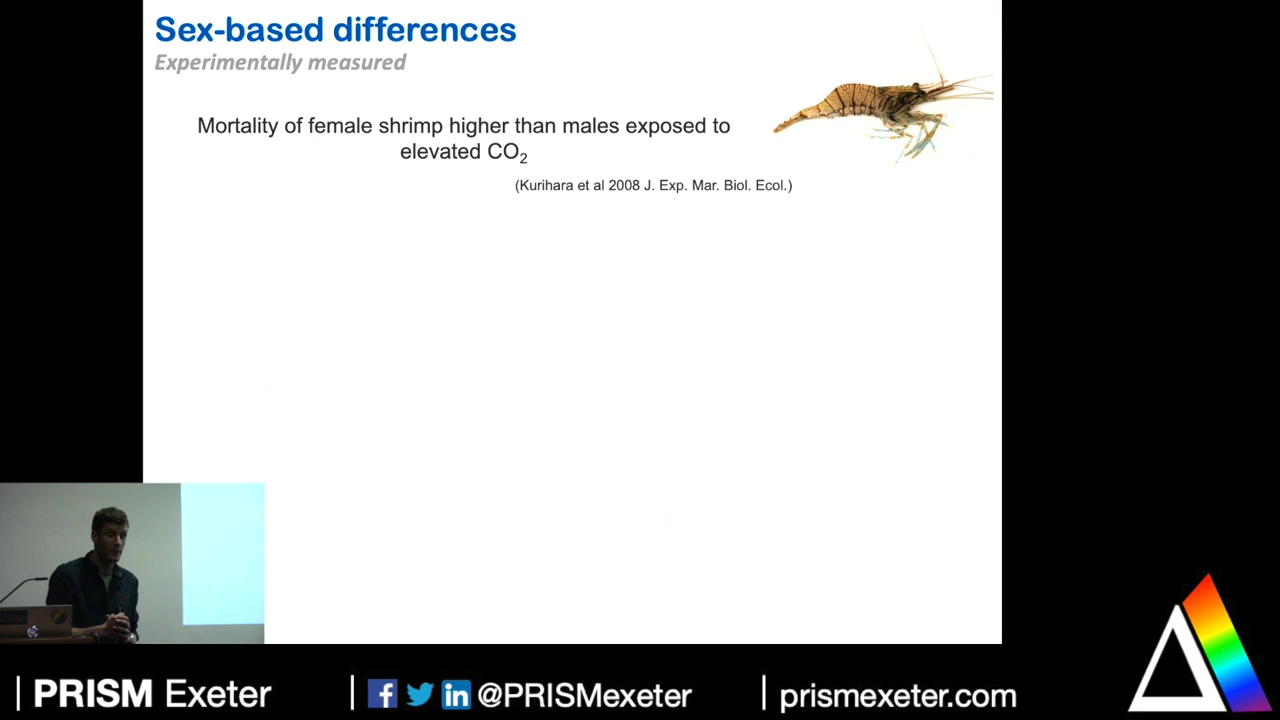 Sex-based differences
Experimentally measured
Mortality of female shrimp higher than males exposed to
elevated CO₂
(Kurihara et al 2008 J. Exp. Mar. Biol. Ecol.)
| PRISM Exeter | @PRISMexeter | prismexeter.com